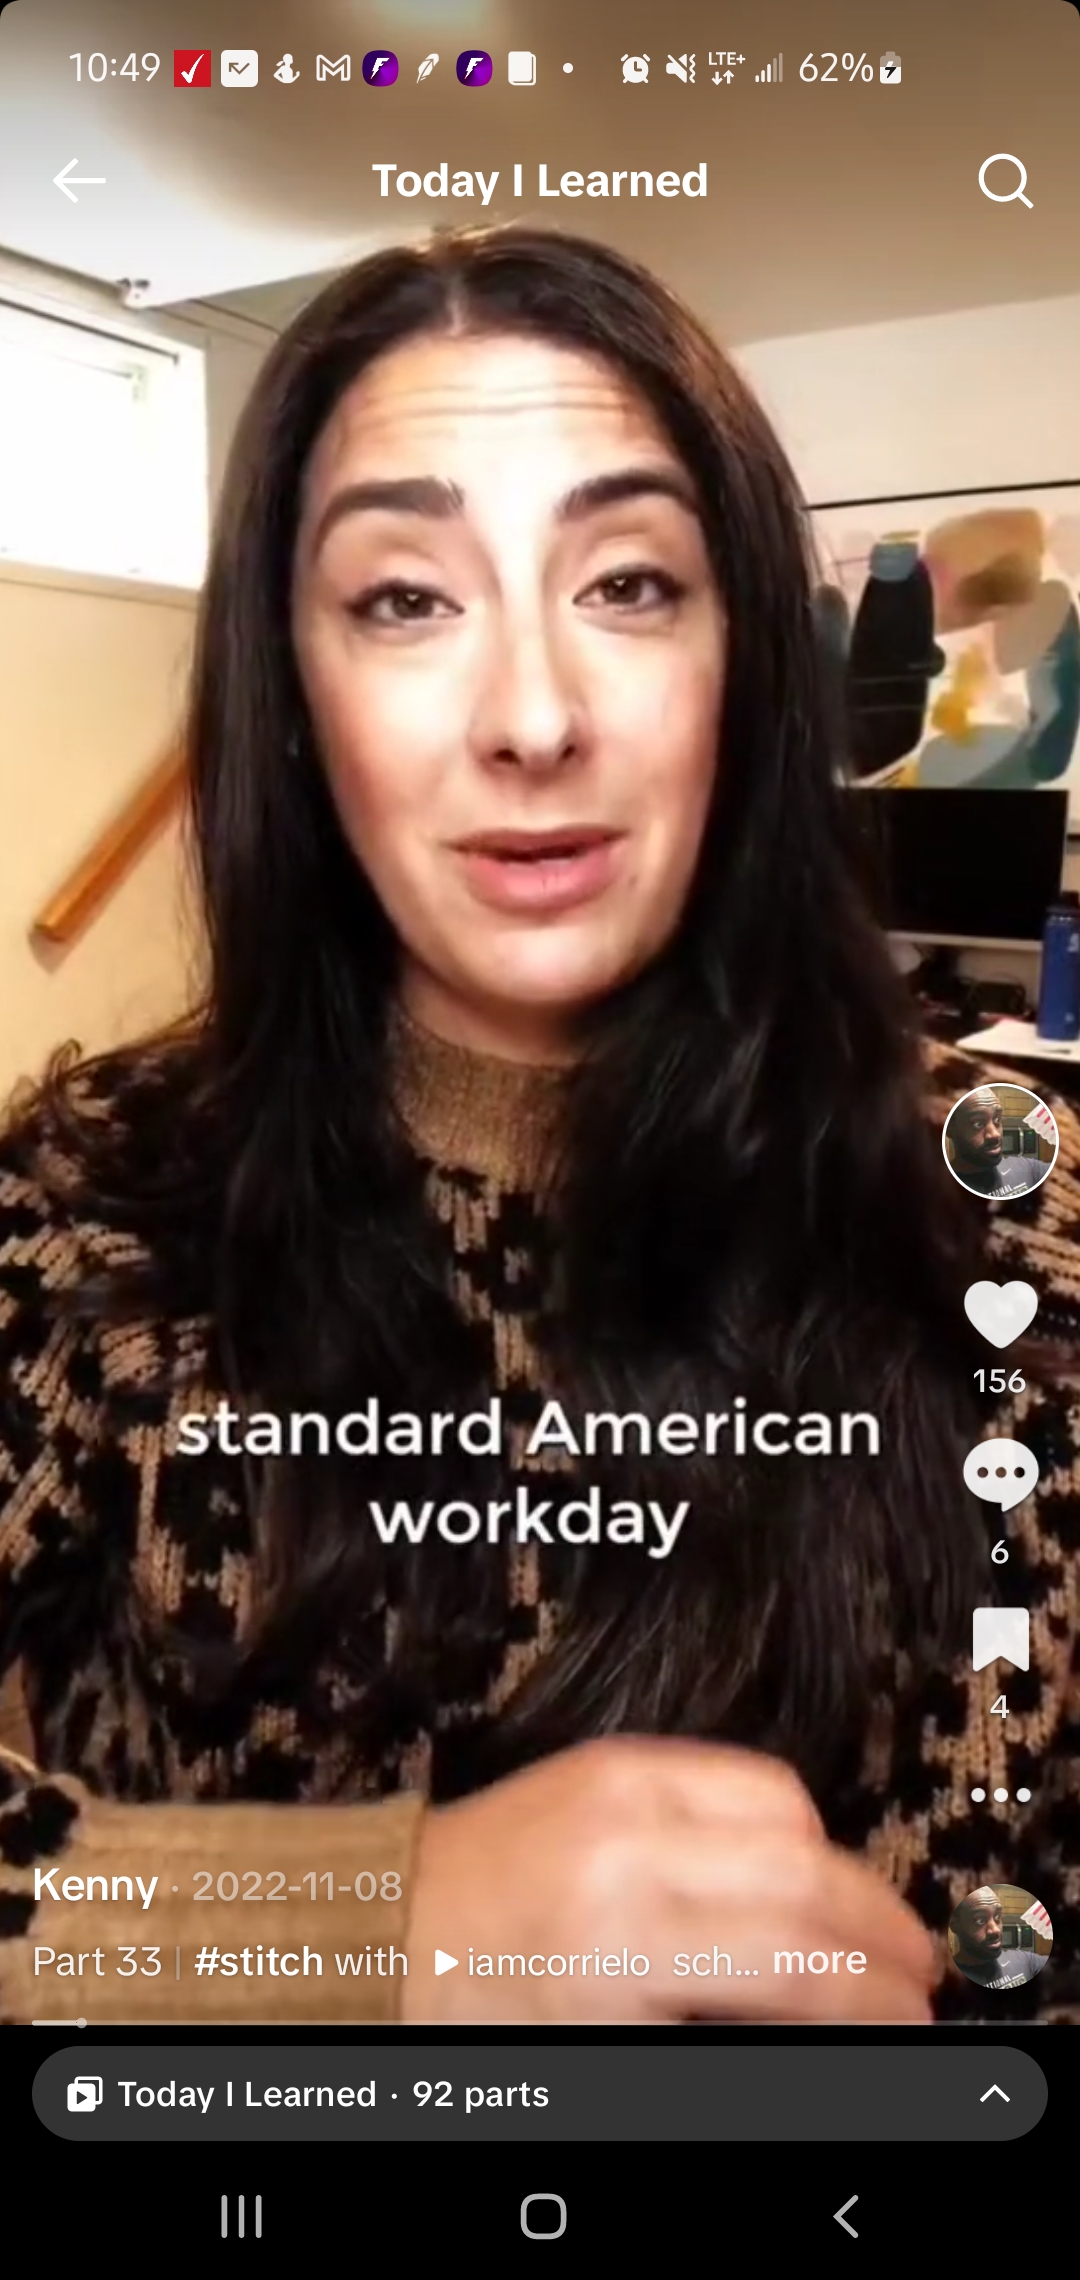 10:49
LTE+
62%
Today I Learned
standard American
workday
156
6
4
Kenny · 2022-11-08
Part 33 | #stitch with ▶iamcorrielo sch... more
Today I Learned · 92 parts